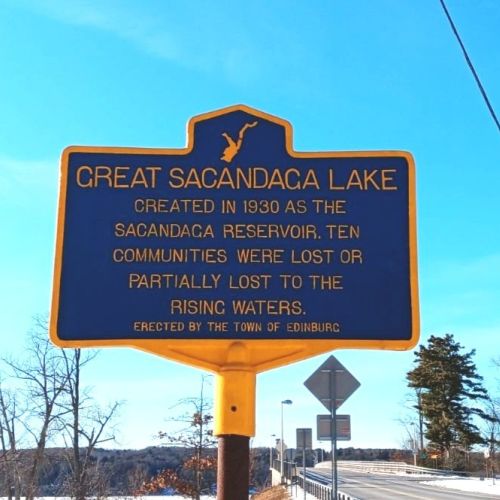 GREAT SACANDAGA LAKE
CREATED IN 1930 AS THE
SACANDAGA RESERVOIR. TEN
COMMUNITIES WERE LOST OR
PARTIALLY LOST TO THE
RISING WATERS.
ERECTED BY THE TOWN OF EDINBURG